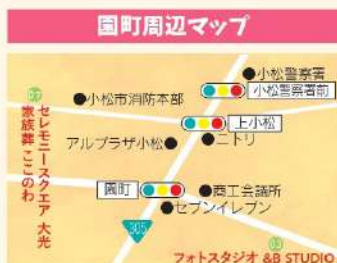 園町周辺マップ
小松警察署
小松警察署前
小松市消防本部
上小松
アルプラザ小松
ニトリ
07
セレモニースクエア 大光
家族葬 ここのわ
園町
商工会議所
セブンイレブン
305
03
フォトスタジオ &B STUDIO